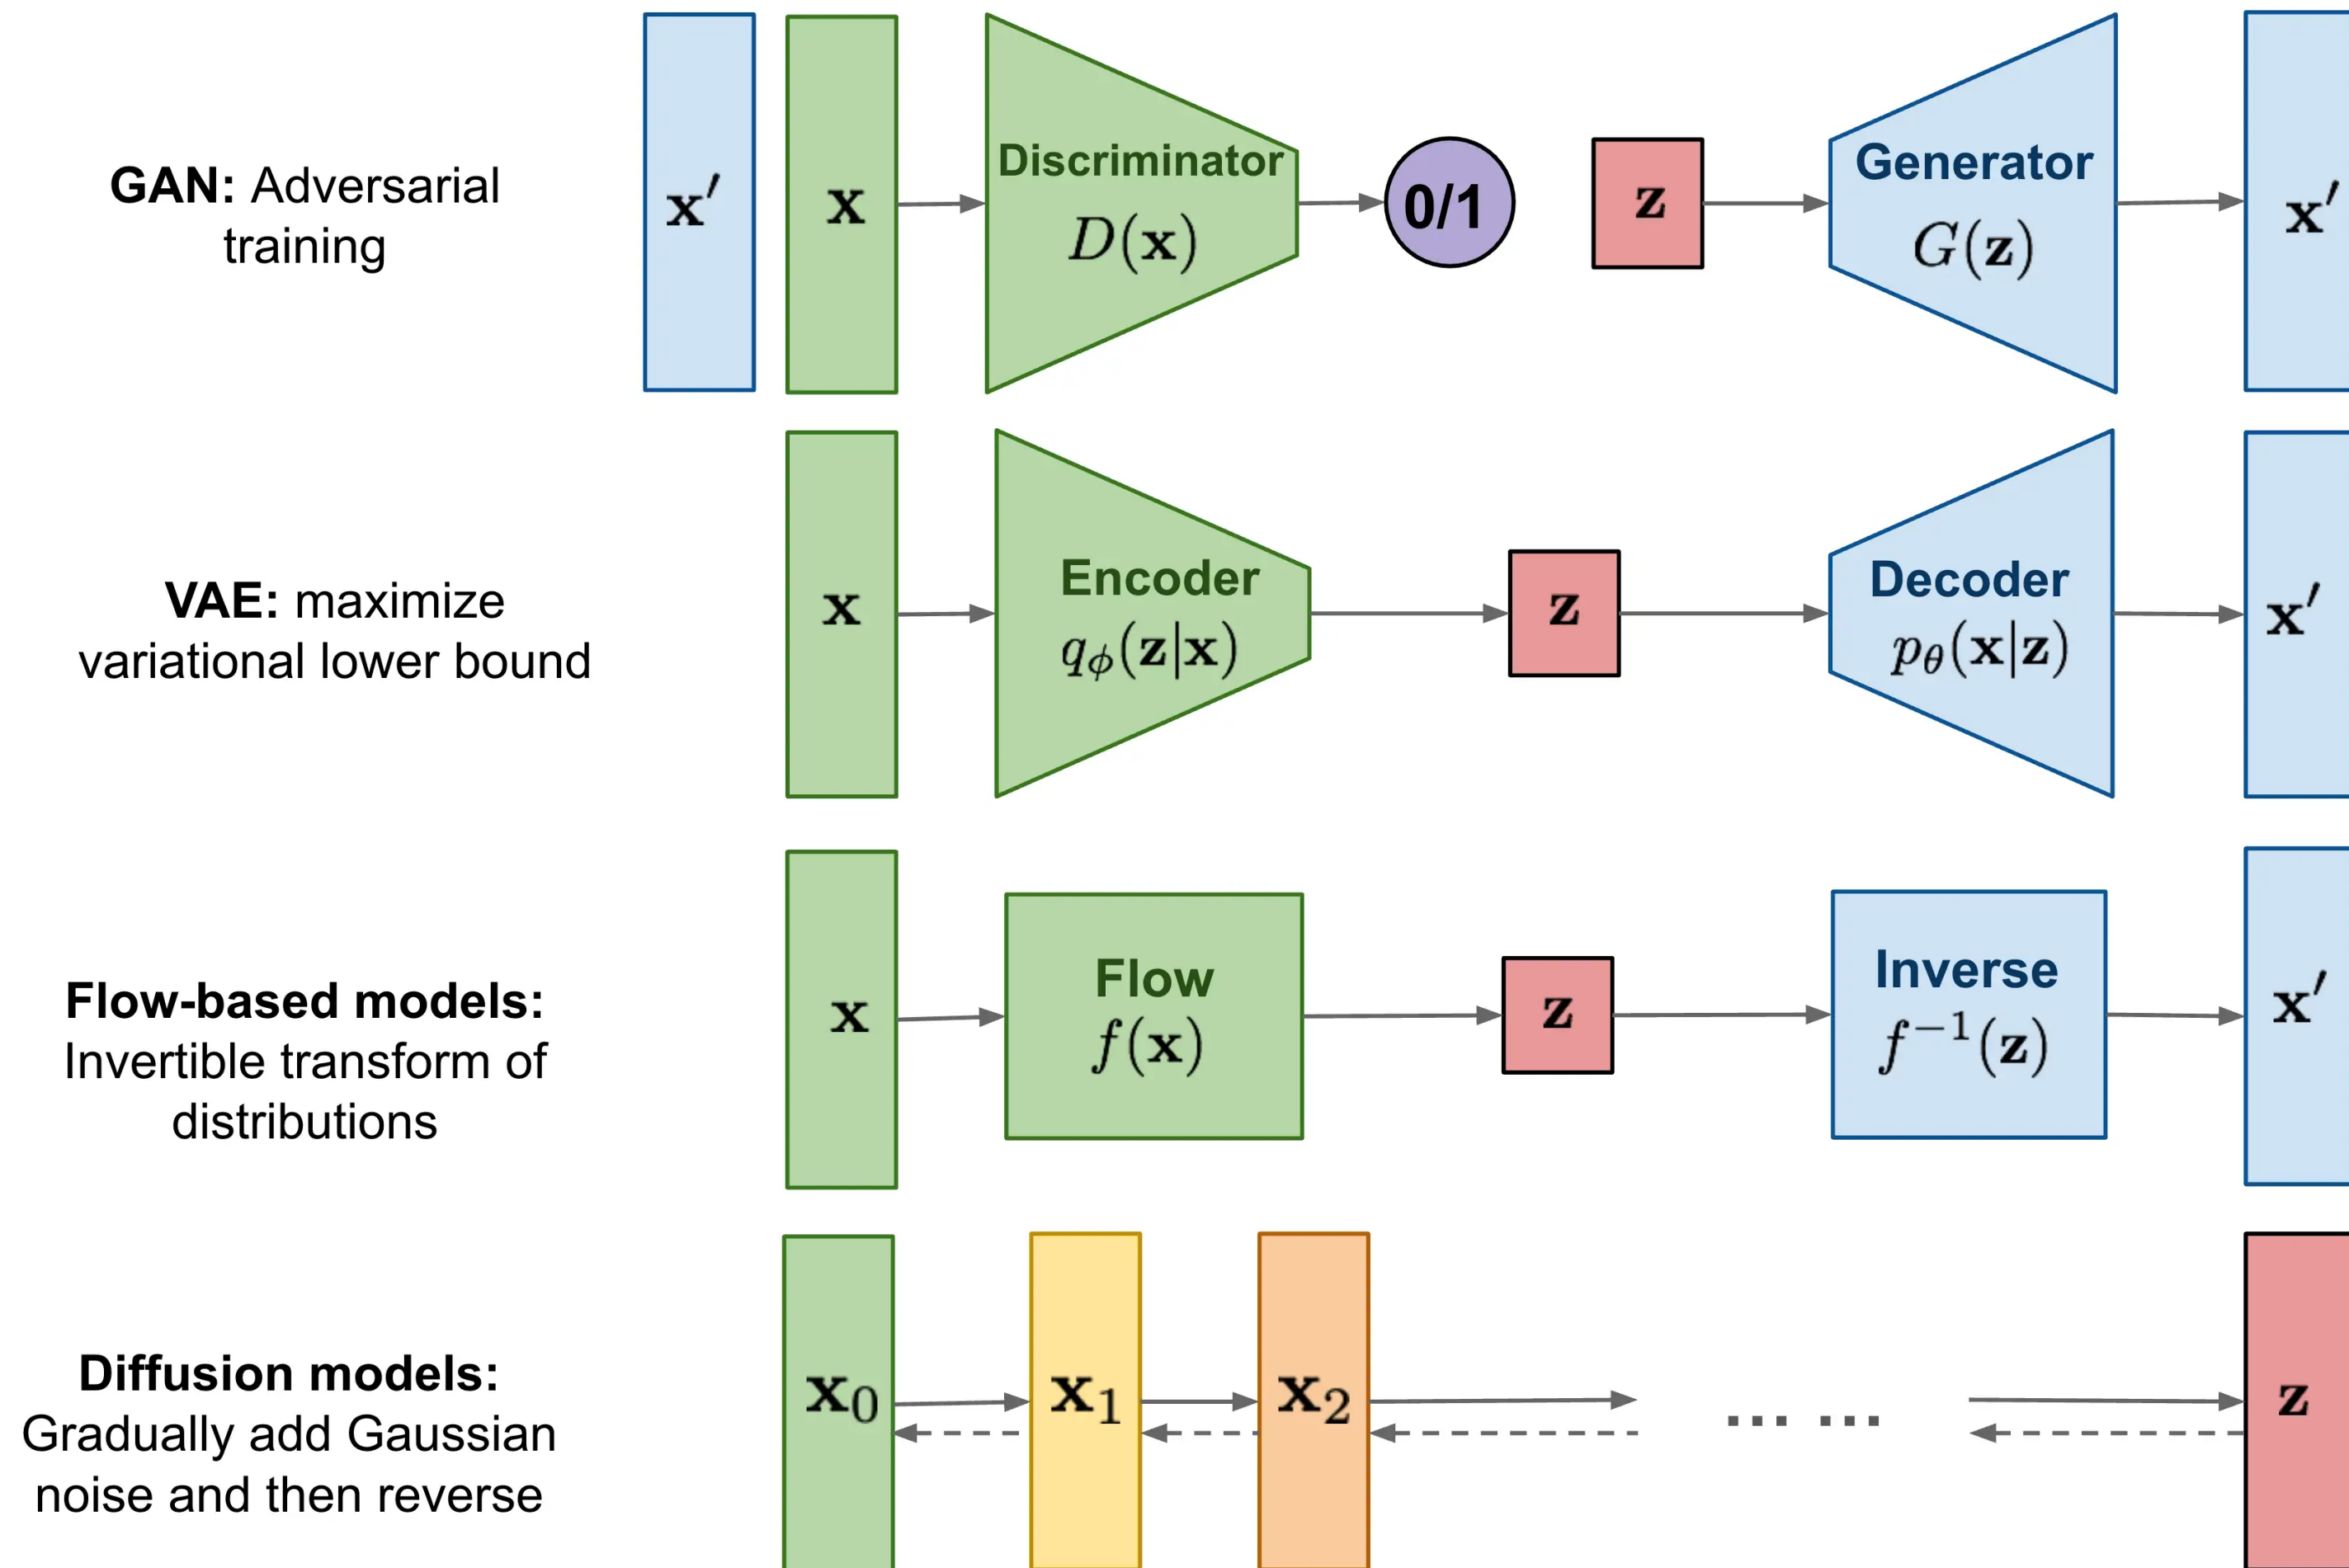 GAN: Adversarial
training
x′
x
Discriminator
D(x)
0/1
z
Generator
G(z)
x′
VAE: maximize
variational lower bound
x
Encoder
qϕ(z|x)
z
Decoder
pθ(x|z)
x′
Flow-based models:
Invertible transform of
distributions
x
Flow
f(x)
z
Inverse
f⁻¹(z)
x′
Diffusion models:
Gradually add Gaussian
noise and then reverse
x₀
x₁
x₂
... ...
z